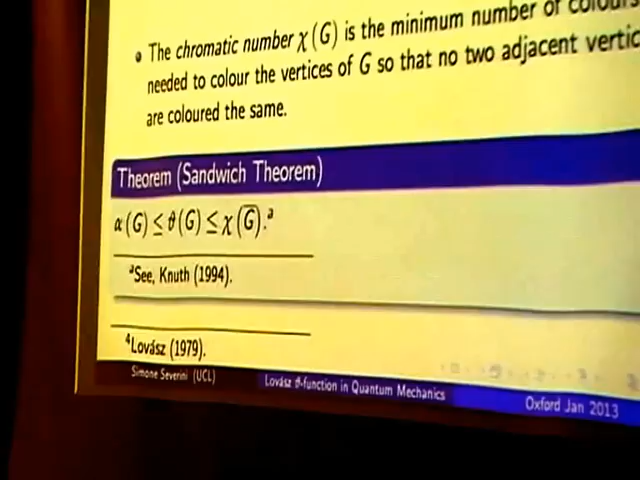 • The chromatic number χ(G) is the minimum number of colours
needed to colour the vertices of G so that no two adjacent
are coloured the same.
Theorem (Sandwich Theorem)
α(G) ≤ ϑ(G) ≤ χ(G̅).ᵃ
ᵃSee, Knuth (1994).
⁴Lovász (1979).
Simone Severini (UCL) Lovász ϑ-function in Quantum Mechanics Oxford Jan 2013